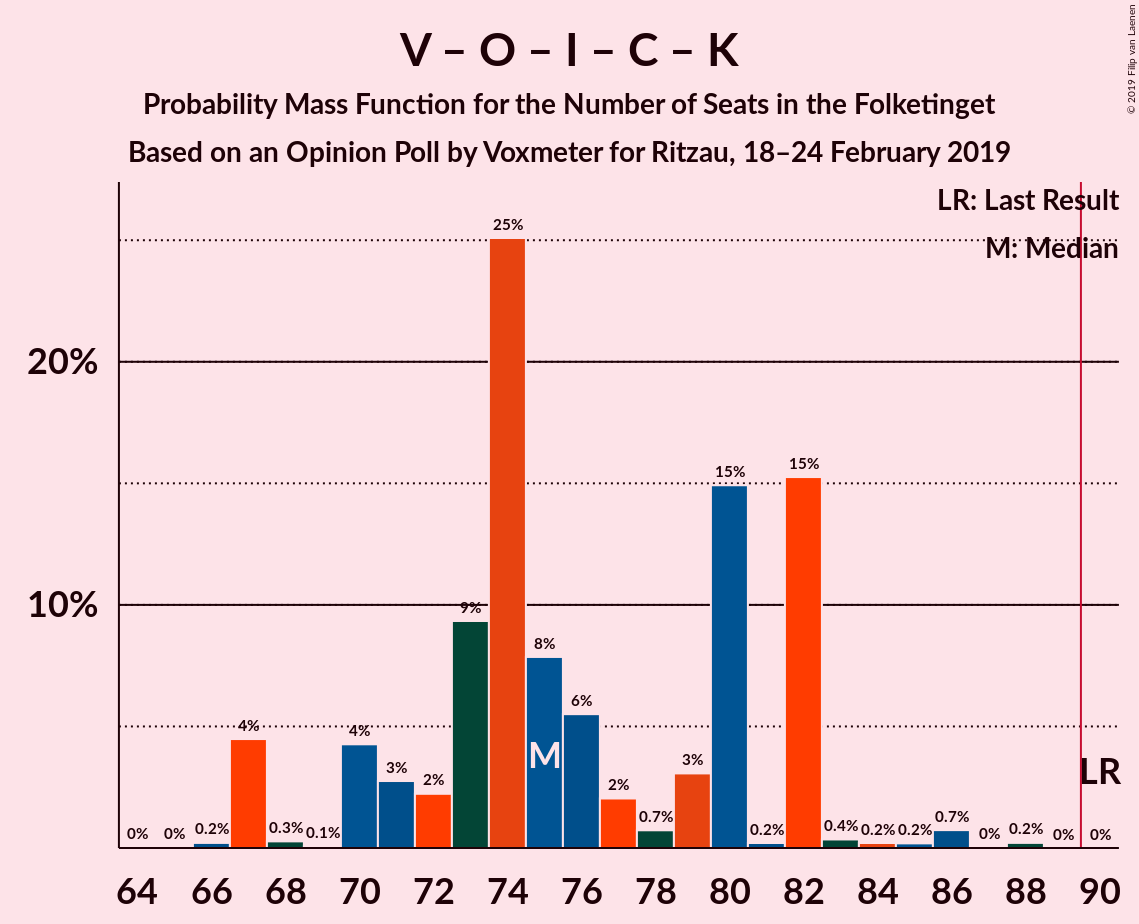 V – O – I – C – K
Probability Mass Function for the Number of Seats in the Folketinget
Based on an Opinion Poll by Voxmeter for Ritzau, 18–24 February 2019
© 2019 Filip van Laenen
LR: Last Result
M: Median
20%
10%
0% 0% 0.2% 4% 0.3% 0.1% 4% 3% 2% 9% 25% 8% 6% 2% 0.7% 3% 15% 0.2% 15% 0.4% 0.2% 0.2% 0.7% 0% 0.2% 0% 0%
M
LR
64 66 68 70 72 74 76 78 80 82 84 86 88 90